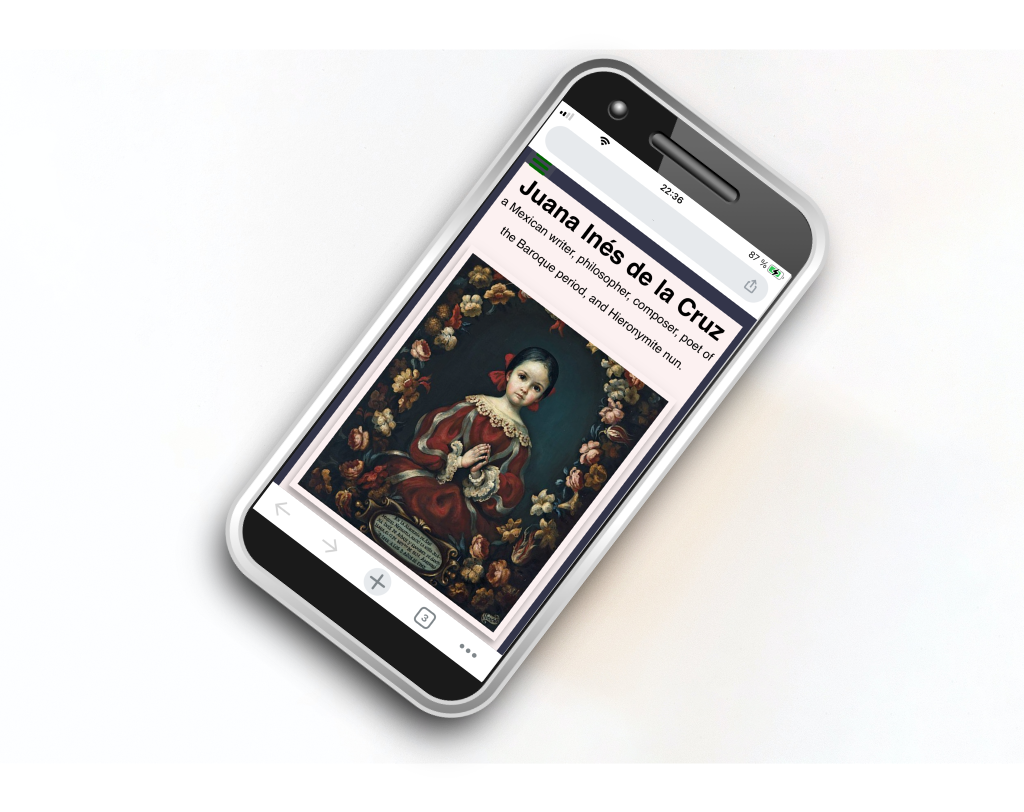 22:36
87 %
Juana Inés de la Cruz
a Mexican writer, philosopher, composer, poet of
the Baroque period, and Hieronymite nun.
3